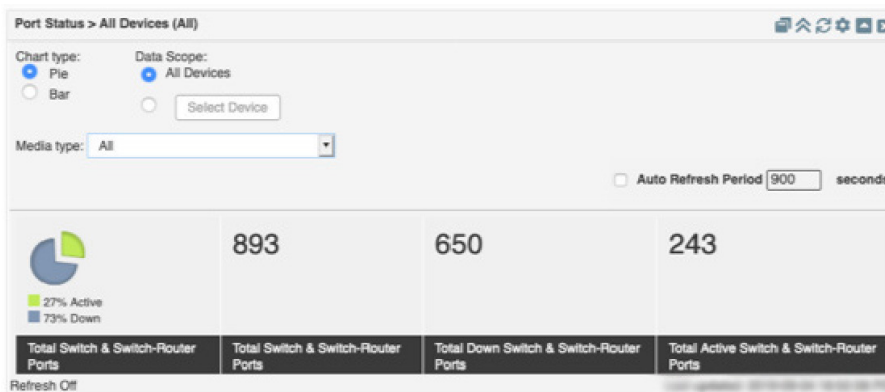 Port Status > All Devices (All)
Chart type:
Data Scope:
Pie
All Devices
Bar
Select Device
Media type: All
Auto Refresh Period 900 seconds
893
650
243
27% Active
73% Down
Total Switch & Switch-Router
Ports
Total Switch & Switch-Router
Ports
Total Down Switch & Switch-Router
Ports
Total Active Switch & Switch-Router
Ports
Refresh Off